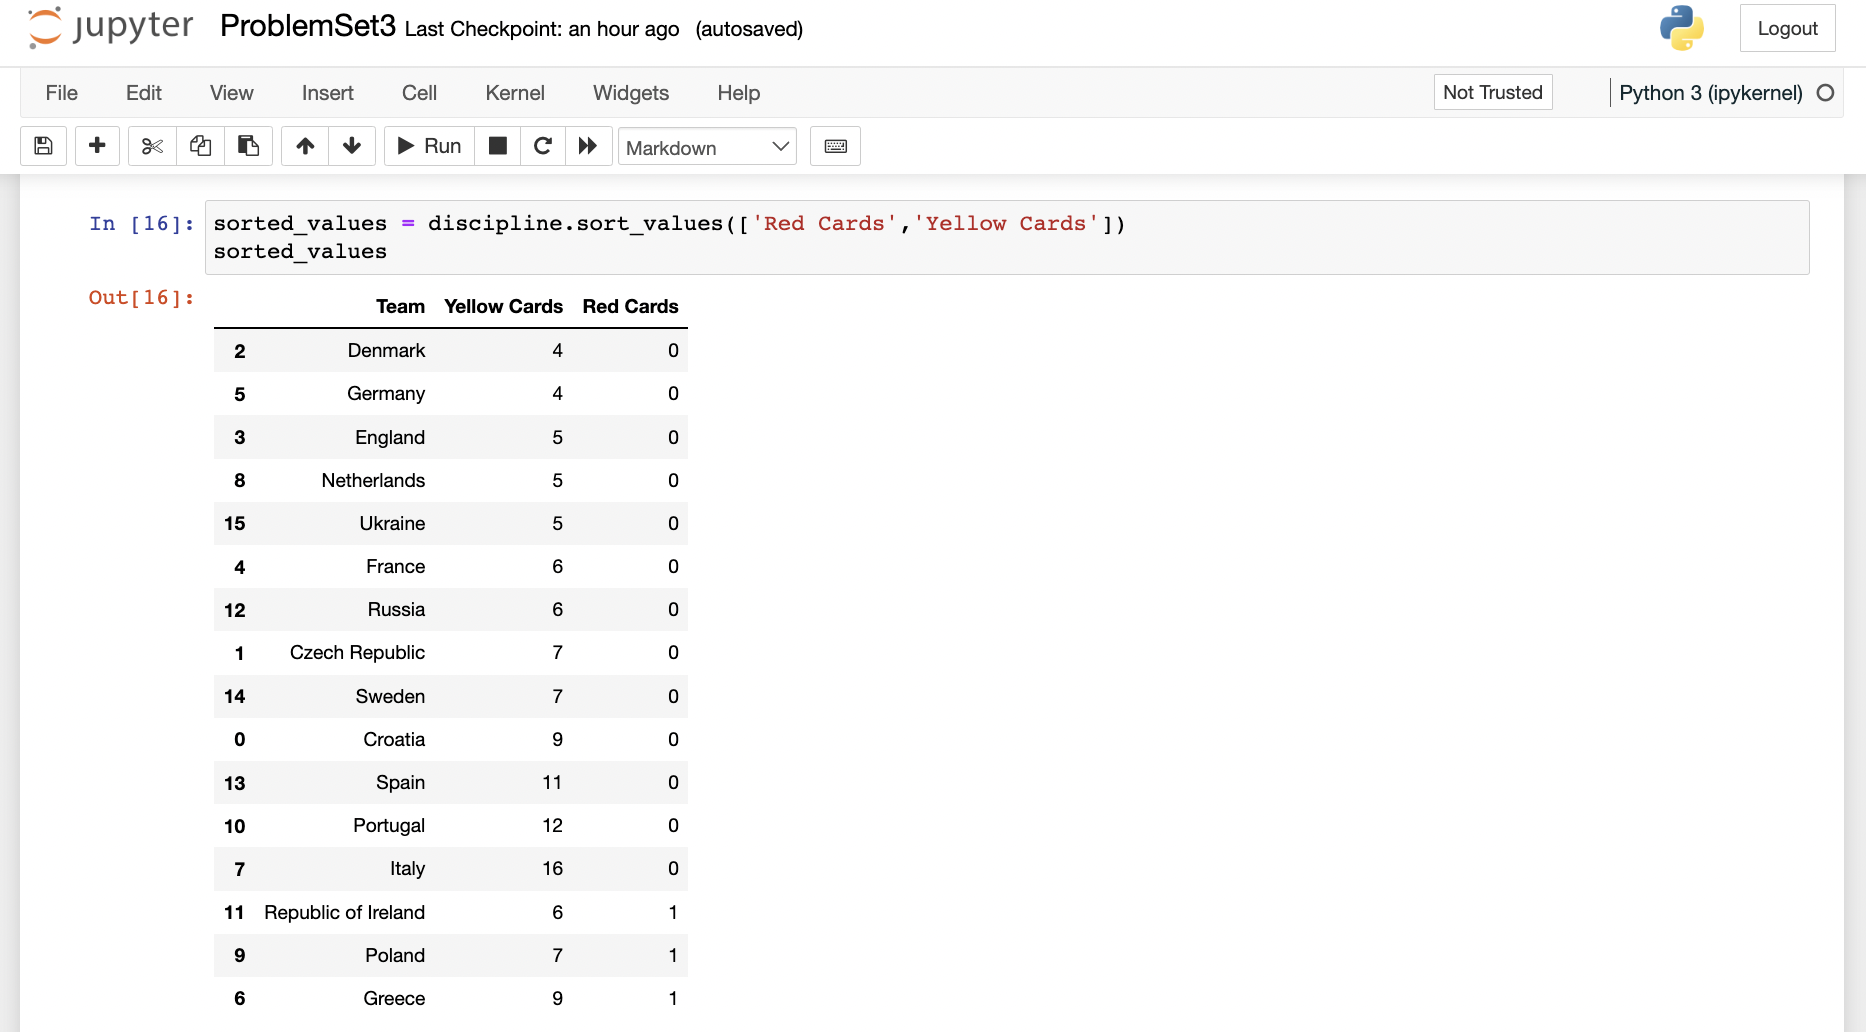 jupyter ProblemSet3 Last Checkpoint: an hour ago (autosaved) Logout
File Edit View Insert Cell Kernel Widgets Help Not Trusted Python 3 (ipykernel)
Run Markdown
In [16]: sorted_values = discipline.sort_values(['Red Cards','Yellow Cards'])
sorted_values
Out[16]:
Team Yellow Cards Red Cards
2 Denmark 4 0
5 Germany 4 0
3 England 5 0
8 Netherlands 5 0
15 Ukraine 5 0
4 France 6 0
12 Russia 6 0
1 Czech Republic 7 0
14 Sweden 7 0
0 Croatia 9 0
13 Spain 11 0
10 Portugal 12 0
7 Italy 16 0
11 Republic of Ireland 6 1
9 Poland 7 1
6 Greece 9 1